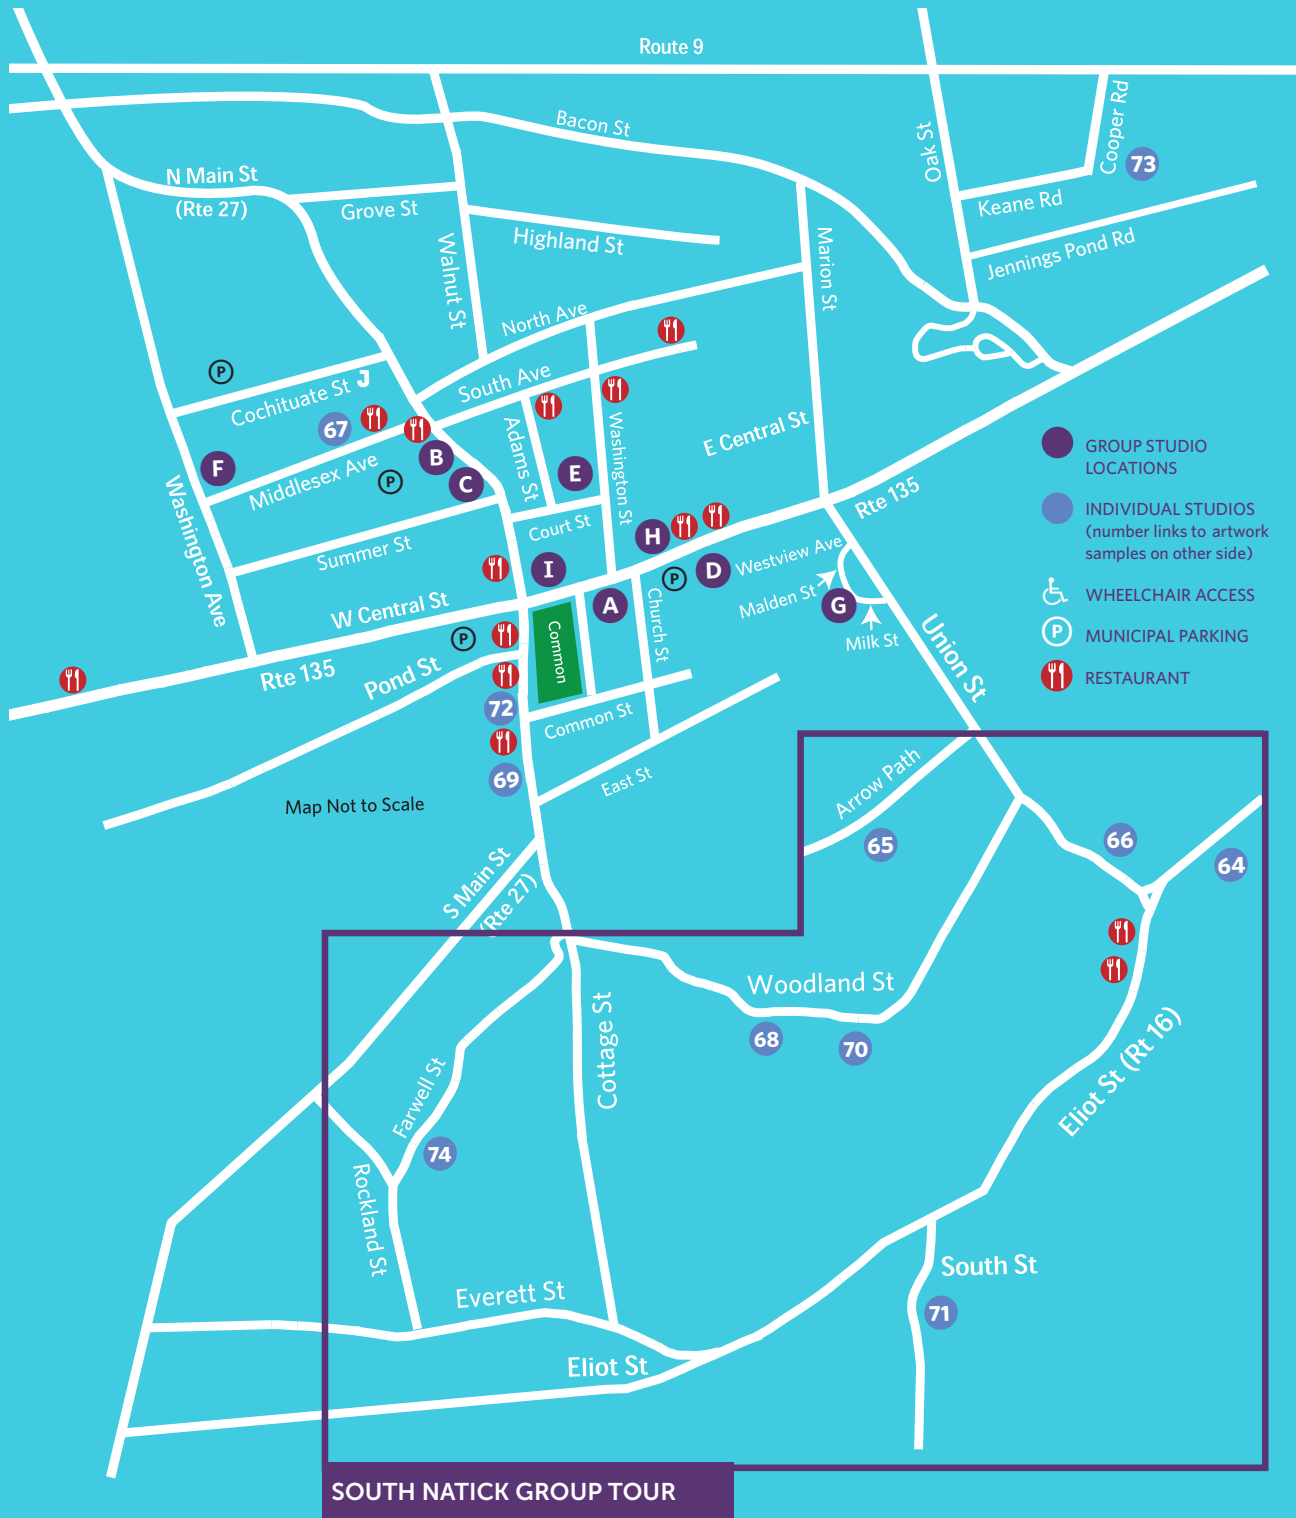 Route 9
Bacon St
Oak St
Cooper Rd
73
N Main St
(Rte 27)
Grove St
Keane Rd
Walnut St
Highland St
Marion St
Jennings Pond Rd
North Ave
P
Cochituate St J
South Ave
67
Adams St
Washington St
E Central St
F
B
C
E
Middlesex Ave
P
Washington Ave
Summer St
Court St
H
Rte 135
GROUP STUDIO
LOCATIONS
INDIVIDUAL STUDIOS
(number links to artwork
samples on other side)
WHEELCHAIR ACCESS
P
MUNICIPAL PARKING
RESTAURANT
I
P
D
Westview Ave
Malden St
G
Milk St
A
W Central St
Church St
Union St
P
Common
Rte 135
Pond St
72
Common St
69
East St
Map Not to Scale
Arrow Path
65
66
64
S Main St
(Rte 27)
Woodland St
68
70
Cottage St
Eliot St (Rt 16)
Farwell St
74
Rockland St
Everett St
South St
71
Eliot St
SOUTH NATICK GROUP TOUR